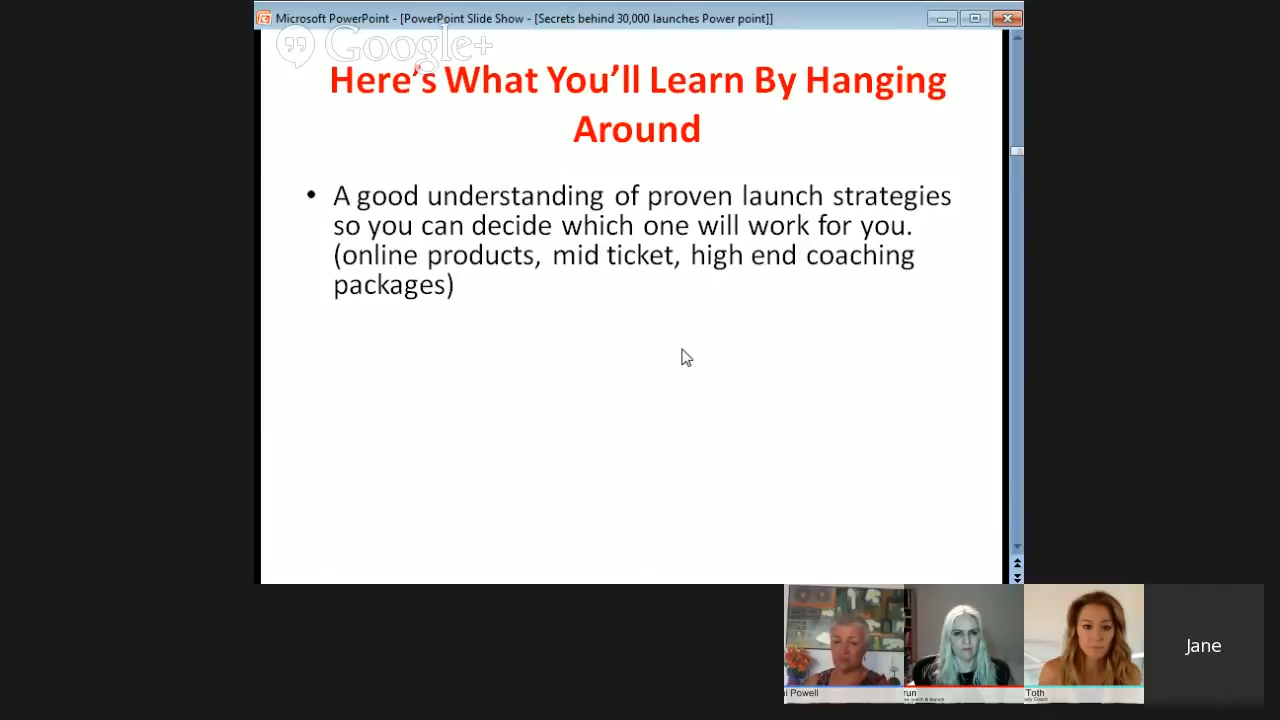 Microsoft PowerPoint - [PowerPoint Slide Show - [Secrets behind 30,000 launches Power point]]
Google+
Here's What You'll Learn By Hanging
Around
• A good understanding of proven launch strategies
so you can decide which one will work for you.
(online products, mid ticket, high end coaching
packages)
Jane
Powell
Toth